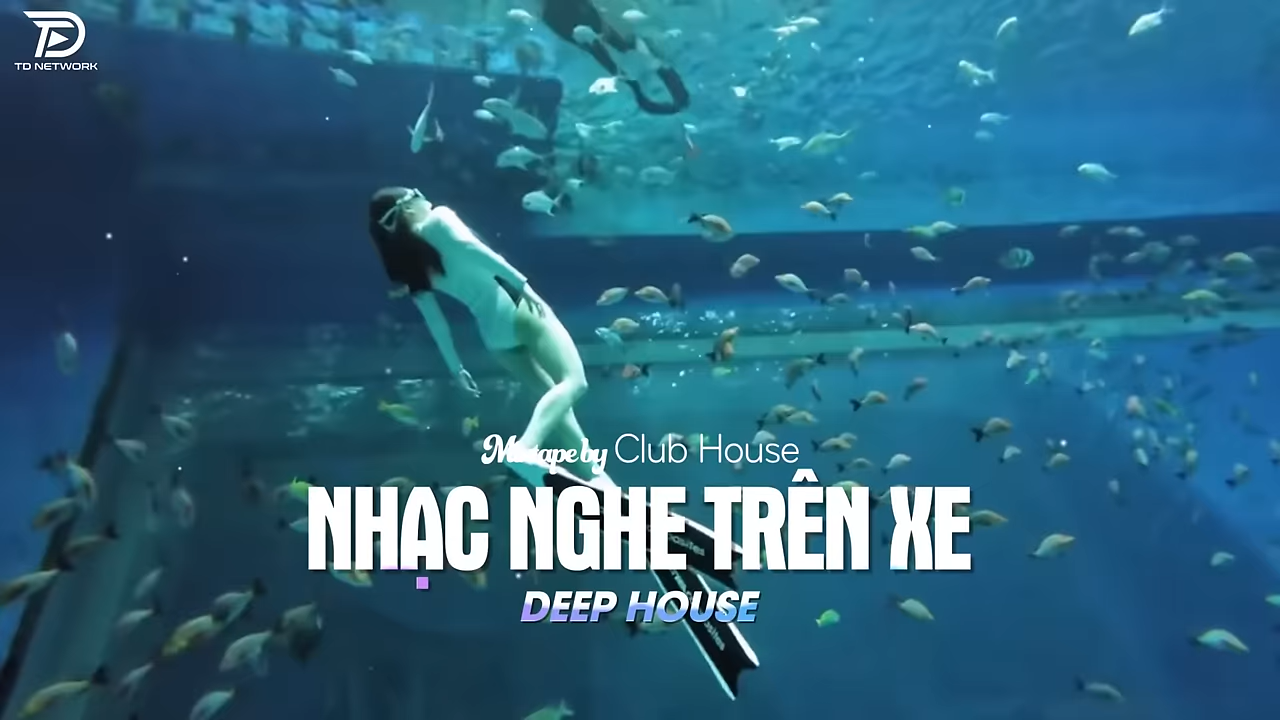 TD NETWORK
Mixtape by Club House
NHẠC NGHE TRÊN XE
DEEP HOUSE